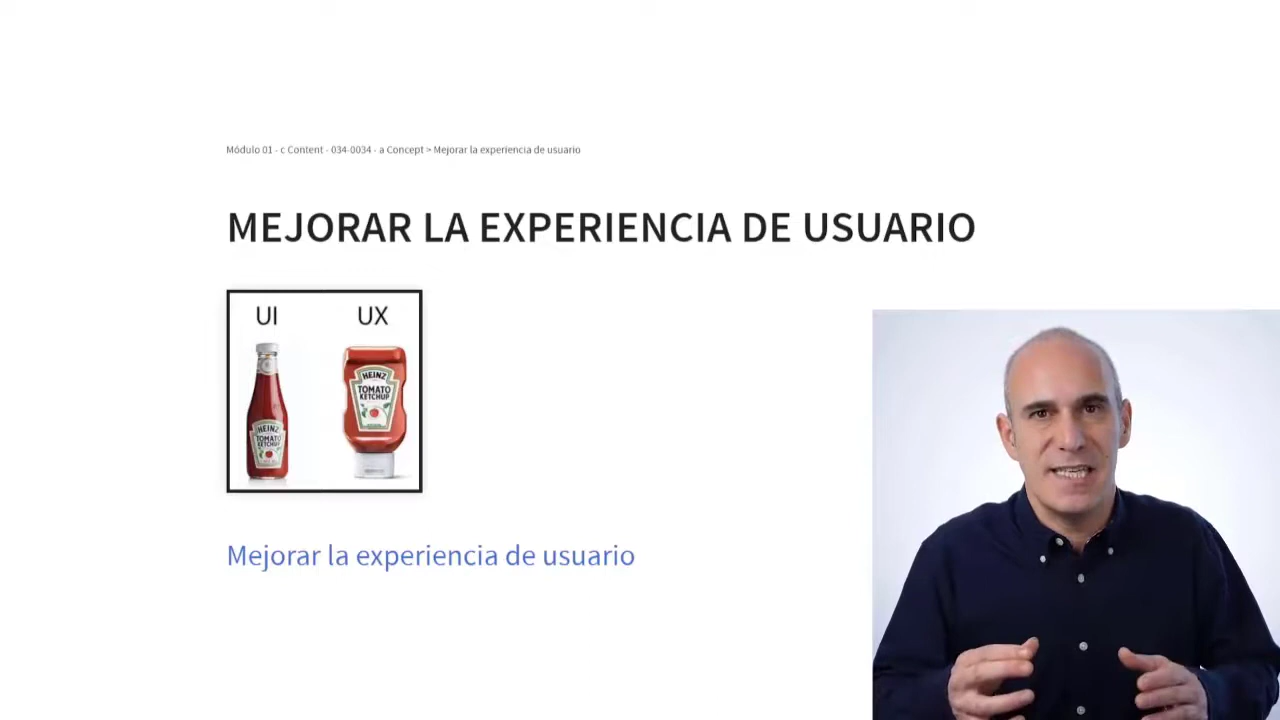 Módulo 01 - c Content - 034-0034 - a Concept > Mejorar la experiencia de usuario
MEJORAR LA EXPERIENCIA DE USUARIO
UI UX
HEINZ
TOMATO
KETCHUP
HEINZ
TOMATO
KETCHUP
Mejorar la experiencia de usuario